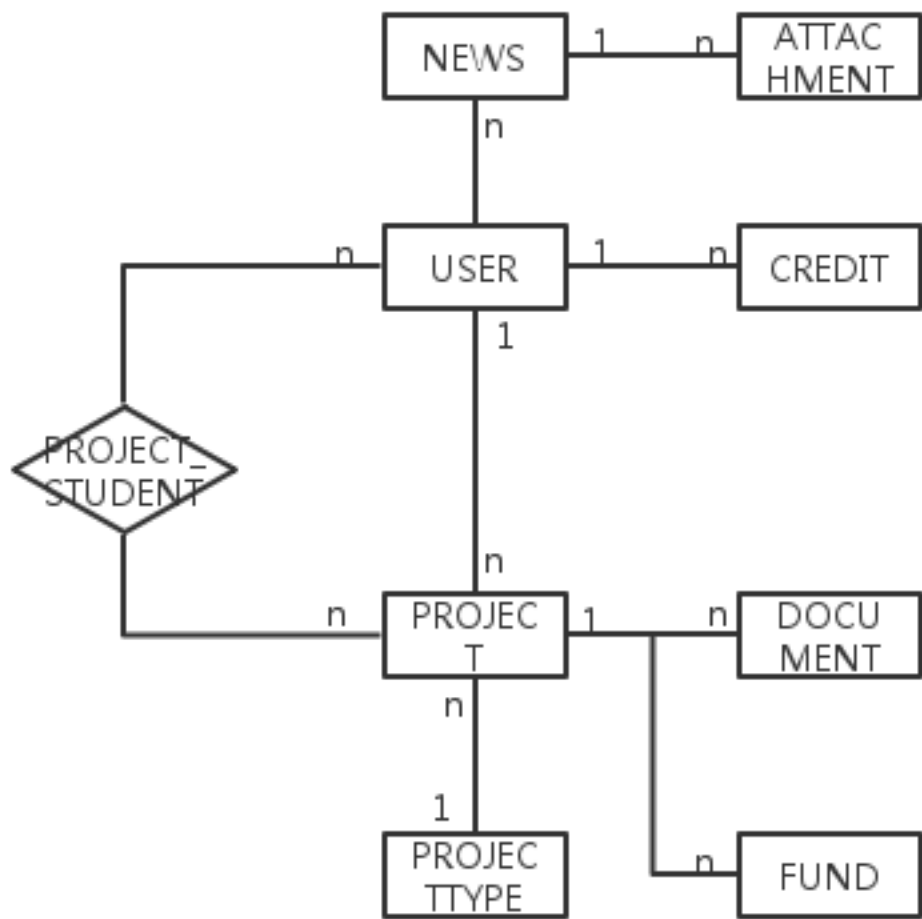 NEWS
1
n
ATTAC
HMENT
n
n
USER
1
n
CREDIT
1
PROJECT_
STUDENT
n
n
PROJEC
T
1
n
DOCU
MENT
n
1
PROJEC
TTYPE
n
FUND